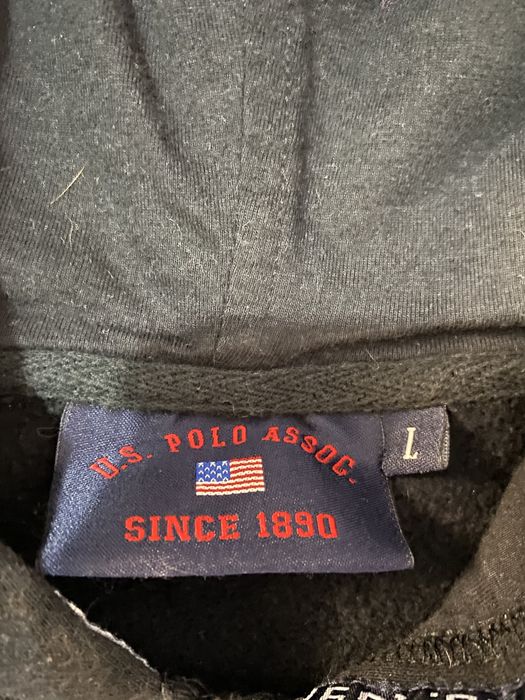 U.S. POLO ASSOC.
L
SINCE 1890